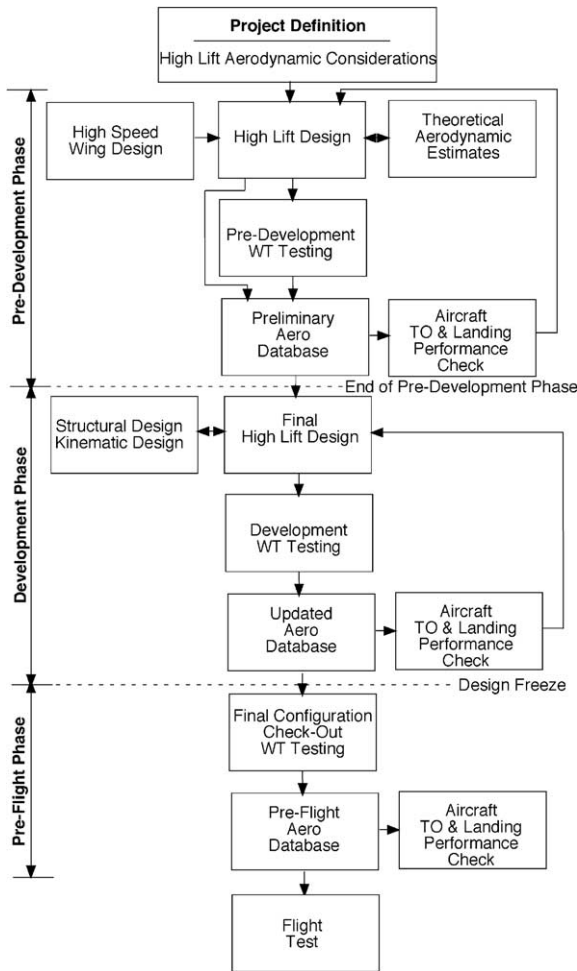 Project Definition
High Lift Aerodynamic Considerations
High Speed
Wing Design
High Lift Design
Theoretical
Aerodynamic
Estimates
Pre-Development
WT Testing
Preliminary
Aero
Database
Aircraft
TO & Landing
Performance
Check
Pre-Development Phase
End of Pre-Development Phase
Structural Design
Kinematic Design
Final
High Lift Design
Development
WT Testing
Updated
Aero
Database
Aircraft
TO & Landing
Performance
Check
Development Phase
Design Freeze
Final Configuration
Check-Out
WT Testing
Pre-Flight
Aero
Database
Aircraft
TO & Landing
Performance
Check
Pre-Flight Phase
Flight
Test